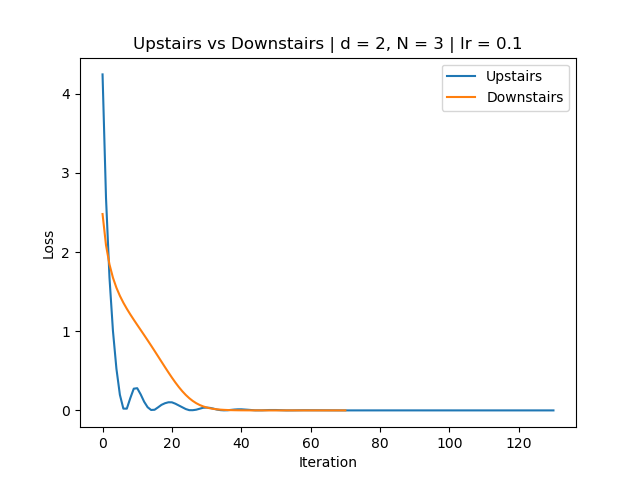 Upstairs vs Downstairs | d = 2, N = 3 | lr = 0.1
Upstairs
Downstairs
Loss
4
3
2
1
0
0 20 40 60 80 100 120
Iteration